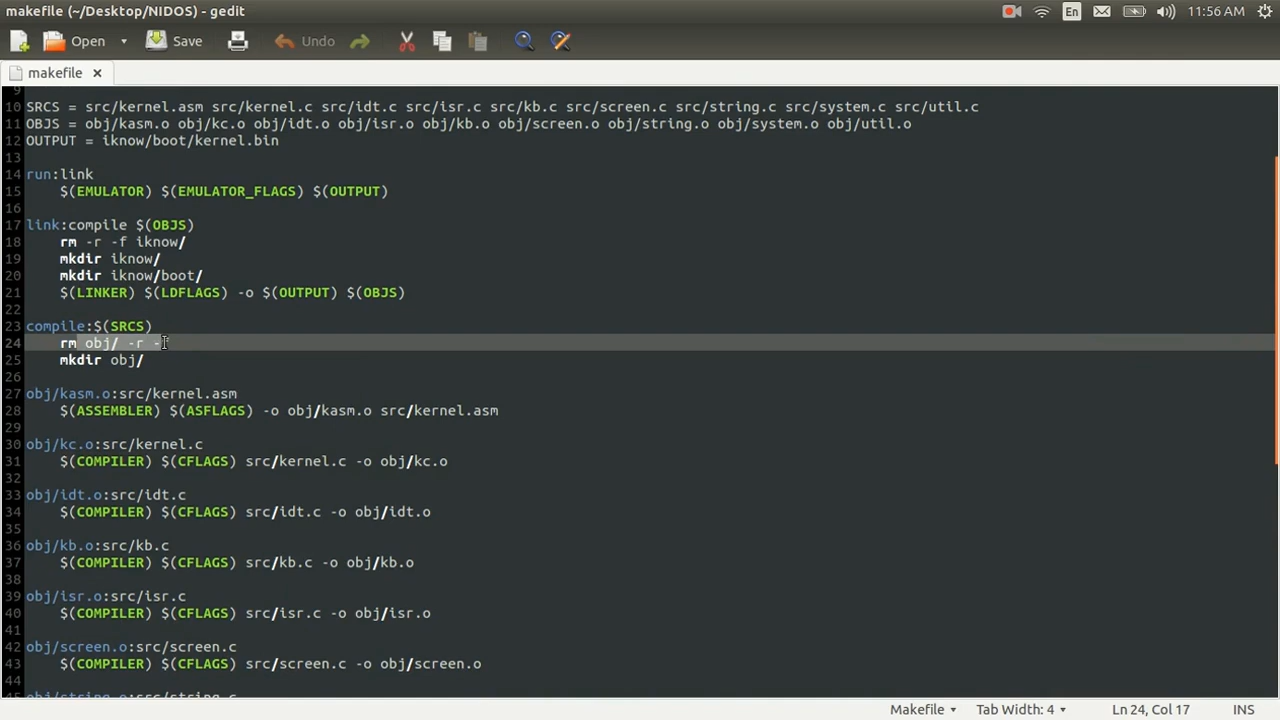 makefile (~/Desktop/NIDOS) - gedit
En
11:56 AM
Open
Save
Undo
makefile
9
10 SRCS = src/kernel.asm src/kernel.c src/idt.c src/isr.c src/kb.c src/screen.c src/string.c src/system.c src/util.c
11 OBJS = obj/kasm.o obj/kc.o obj/idt.o obj/isr.o obj/kb.o obj/screen.o obj/string.o obj/system.o obj/util.o
12 OUTPUT = iknow/boot/kernel.bin
13
14 run:link
15 $(EMULATOR) $(EMULATOR_FLAGS) $(OUTPUT)
16
17 link:compile $(OBJS)
18 rm -r -f iknow/
19 mkdir iknow/
20 mkdir iknow/boot/
21 $(LINKER) $(LDFLAGS) -o $(OUTPUT) $(OBJS)
22
23 compile:$(SRCS)
24 rm obj/ -r -
25 mkdir obj/
26
27 obj/kasm.o:src/kernel.asm
28 $(ASSEMBLER) $(ASFLAGS) -o obj/kasm.o src/kernel.asm
29
30 obj/kc.o:src/kernel.c
31 $(COMPILER) $(CFLAGS) src/kernel.c -o obj/kc.o
32
33 obj/idt.o:src/idt.c
34 $(COMPILER) $(CFLAGS) src/idt.c -o obj/idt.o
35
36 obj/kb.o:src/kb.c
37 $(COMPILER) $(CFLAGS) src/kb.c -o obj/kb.o
38
39 obj/isr.o:src/isr.c
40 $(COMPILER) $(CFLAGS) src/isr.c -o obj/isr.o
41
42 obj/screen.o:src/screen.c
43 $(COMPILER) $(CFLAGS) src/screen.c -o obj/screen.o
44
45 obj/string.o:src/string.c
Makefile Tab Width: 4 Ln 24, Col 17 INS